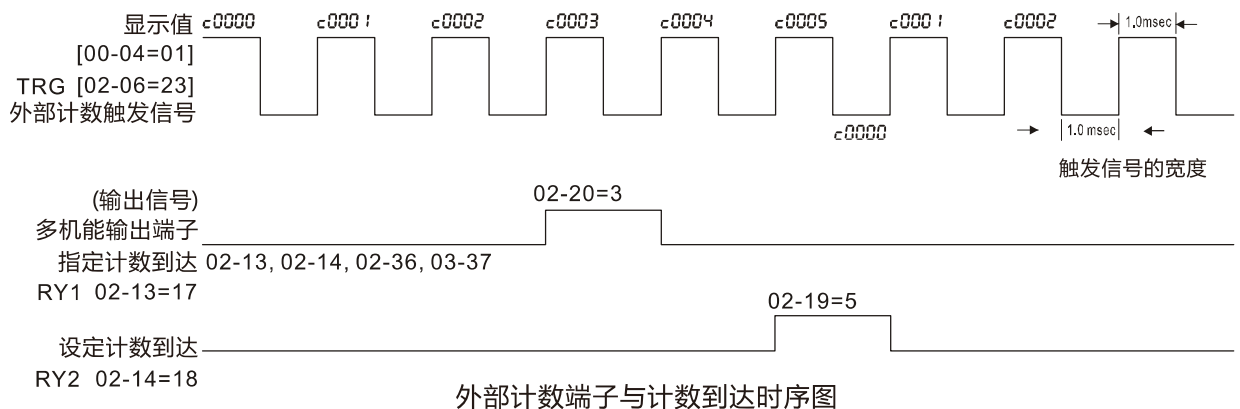 显示值 c0000 c0001 c0002 c0003 c0004 c0005 c0001 c0002 1.0msec
[00-04=01]
TRG [02-06=23]
外部计数触发信号
c0000 1.0 msec
触发信号的宽度
(输出信号) 02-20=3
多机能输出端子
指定计数到达 02-13, 02-14, 02-36, 03-37
RY1 02-13=17
02-19=5
设定计数到达
RY2 02-14=18
外部计数端子与计数到达时序图